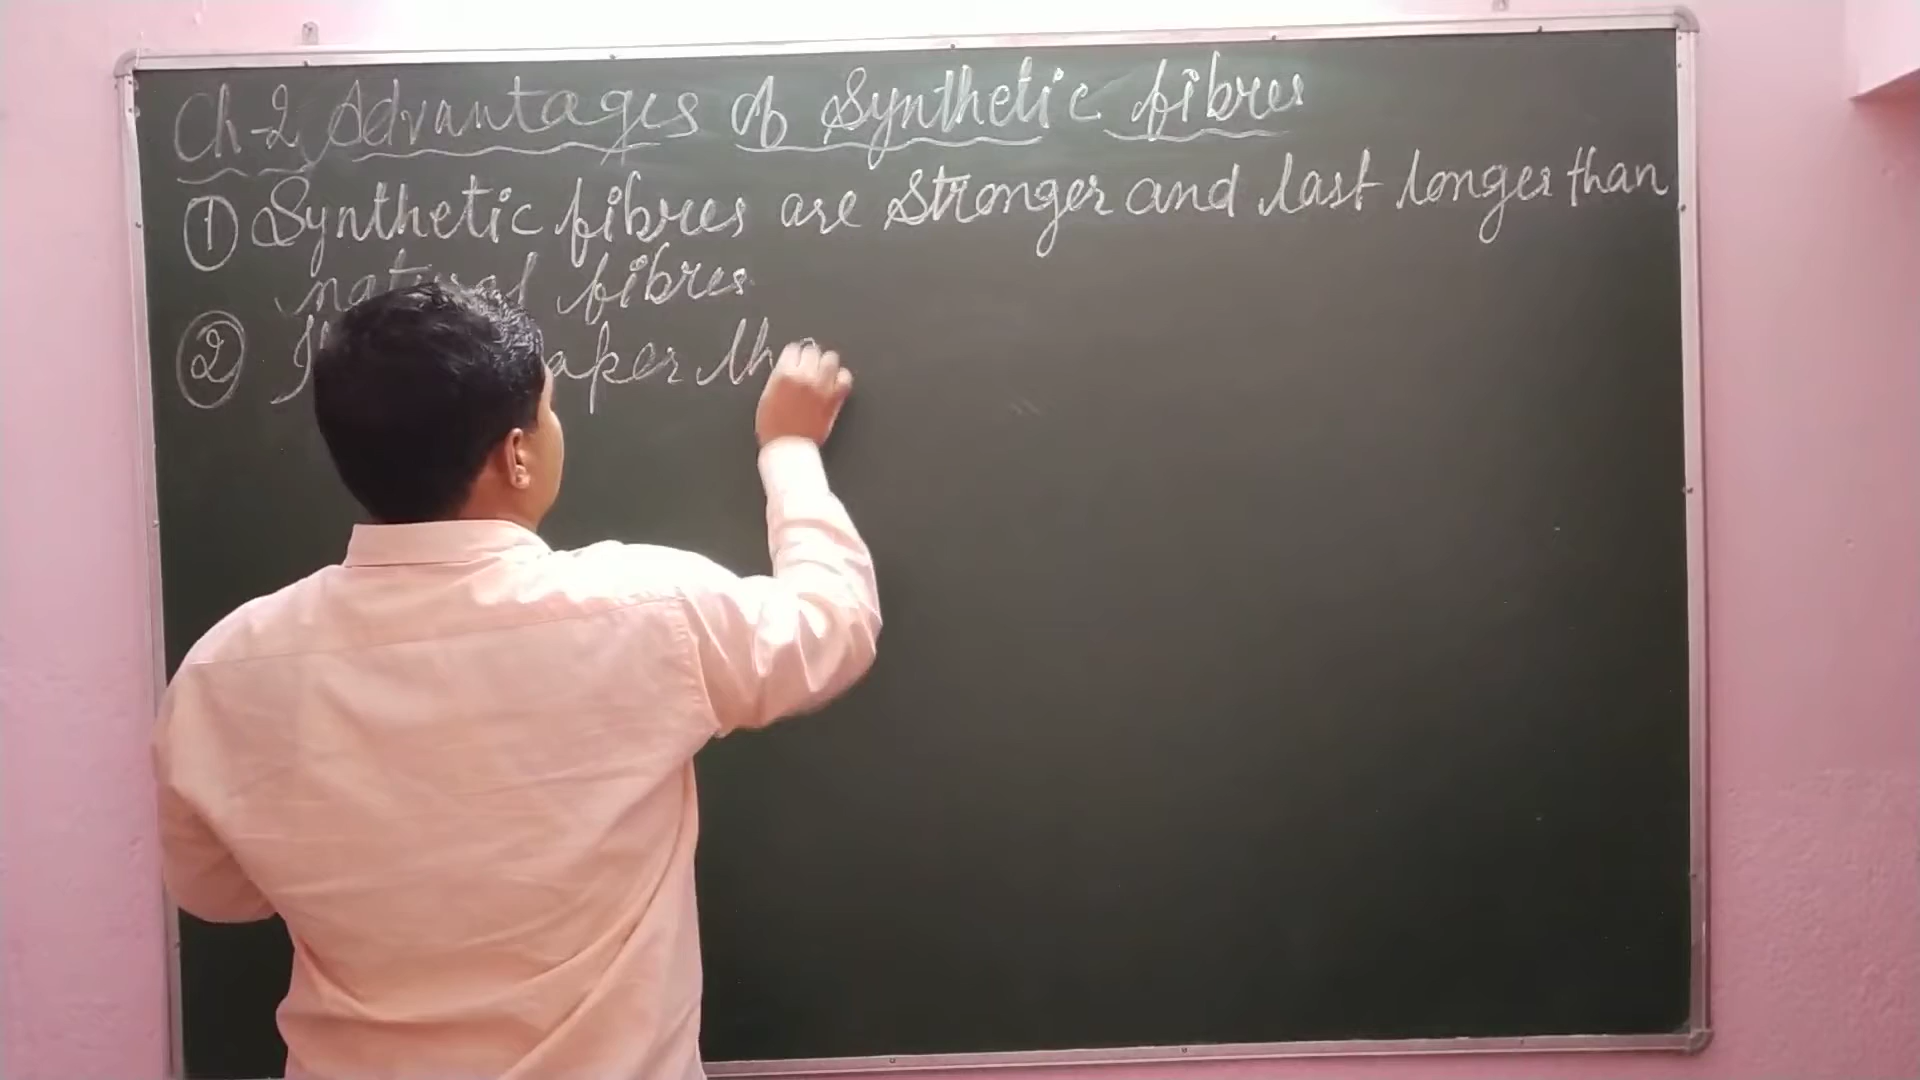 Ch-2, Advantages of Synthetic fibres
① Synthetic fibres are stronger and last longer than
natural fibres.
②